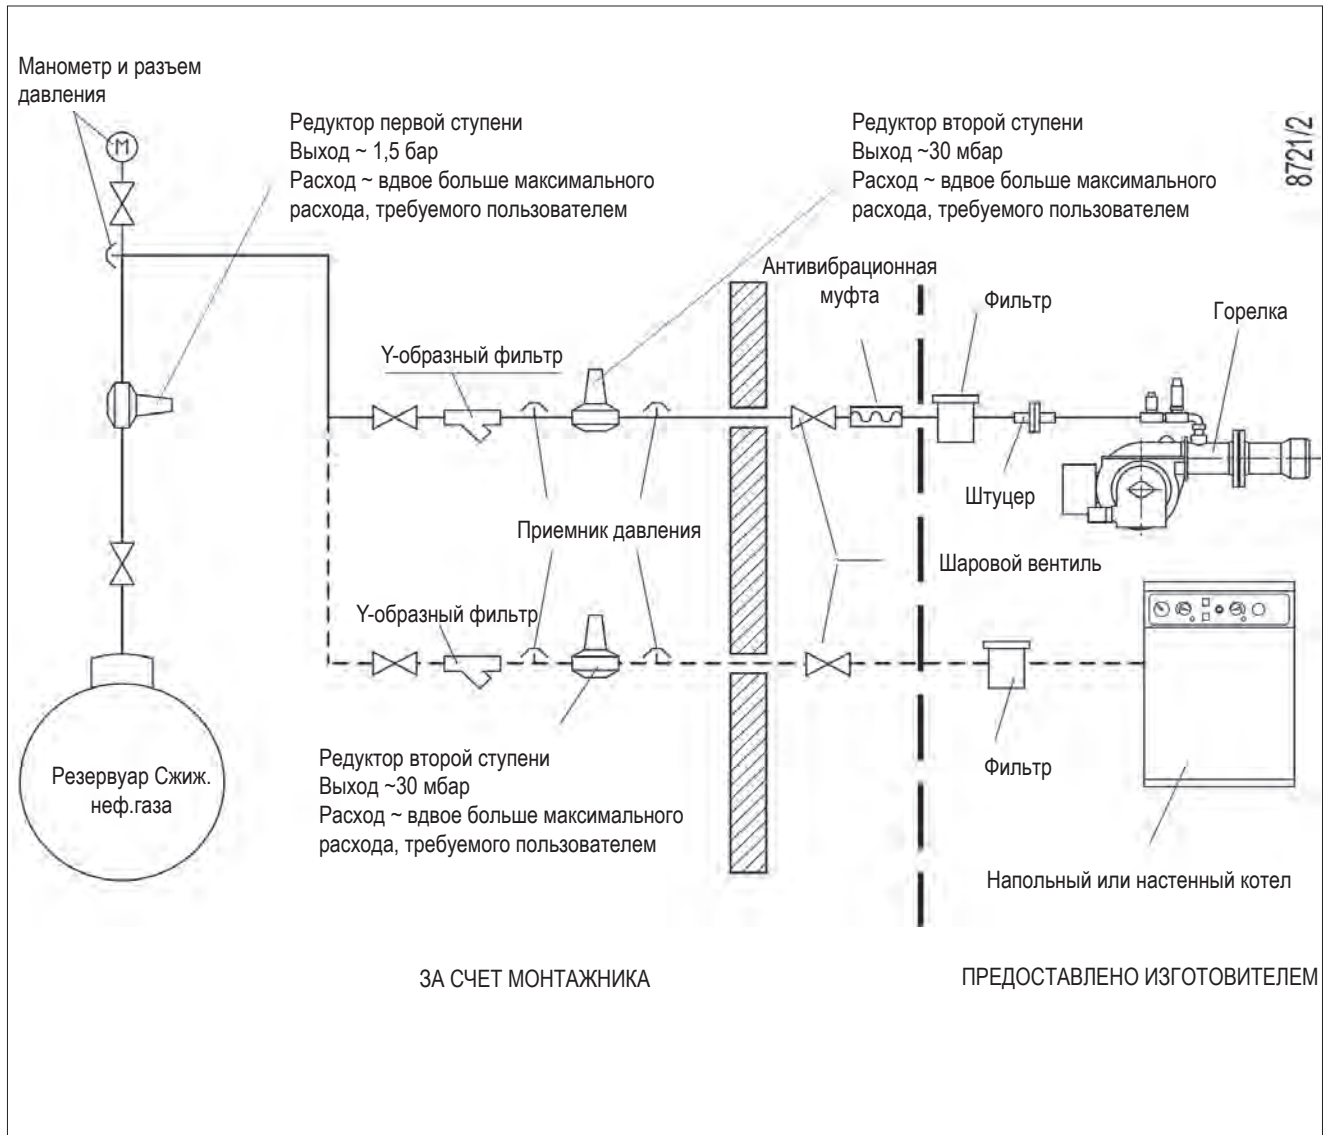 Манометр и разъем
давления
М
Редуктор первой ступени
Выход ~ 1,5 бар
Расход ~ вдвое больше максимального
расхода, требуемого пользователем
Редуктор второй ступени
Выход ~30 мбар
Расход ~ вдвое больше максимального
расхода, требуемого пользователем
8721/2
Антивибрационная
муфта
Фильтр
Горелка
Y-образный фильтр
Штуцер
Приемник давления
Шаровой вентиль
Y-образный фильтр
Резервуар Сжиж.
неф.газа
Редуктор второй ступени
Выход ~30 мбар
Расход ~ вдвое больше максимального
расхода, требуемого пользователем
Фильтр
Напольный или настенный котел
ЗА СЧЕТ МОНТАЖНИКА
ПРЕДОСТАВЛЕНО ИЗГОТОВИТЕЛЕМ